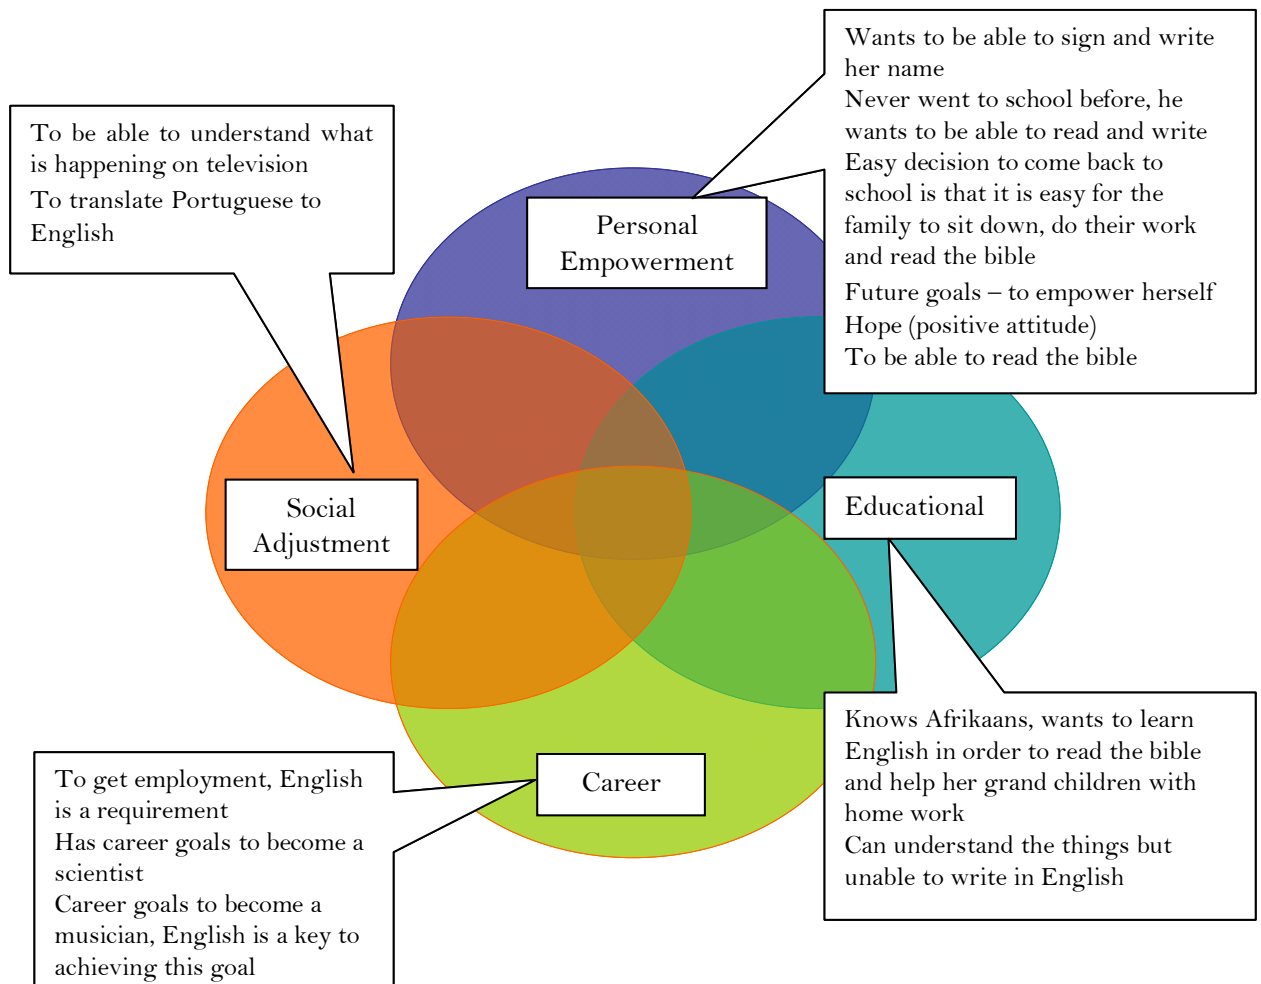 Wants to be able to sign and write
her name
Never went to school before, he
wants to be able to read and write
Easy decision to come back to
school is that it is easy for the
family to sit down, do their work
and read the bible
Future goals – to empower herself
Hope (positive attitude)
To be able to read the bible
To be able to understand what
is happening on television
To translate Portuguese to
English
Personal
Empowerment
Social
Adjustment
Educational
Career
Knows Afrikaans, wants to learn
English in order to read the bible
and help her grand children with
home work
Can understand the things but
unable to write in English
To get employment, English
is a requirement
Has career goals to become a
scientist
Career goals to become a
musician, English is a key to
achieving this goal